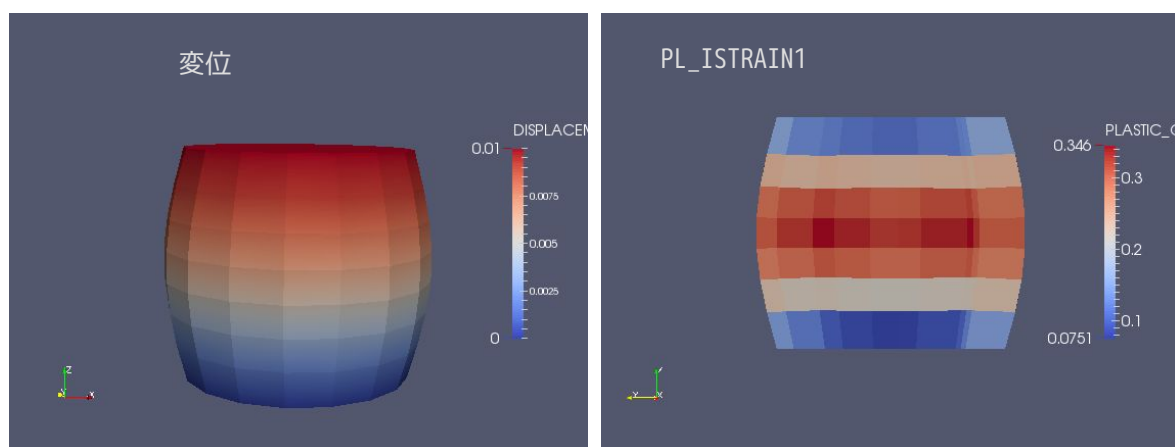 変位
DISPLACEM
0.01
0.0075
0.005
0.0025
0
Z
Y
X
PL_ISTRAIN1
PLASTIC_C
0.346
0.3
0.2
0.1
0.0751
Y
X